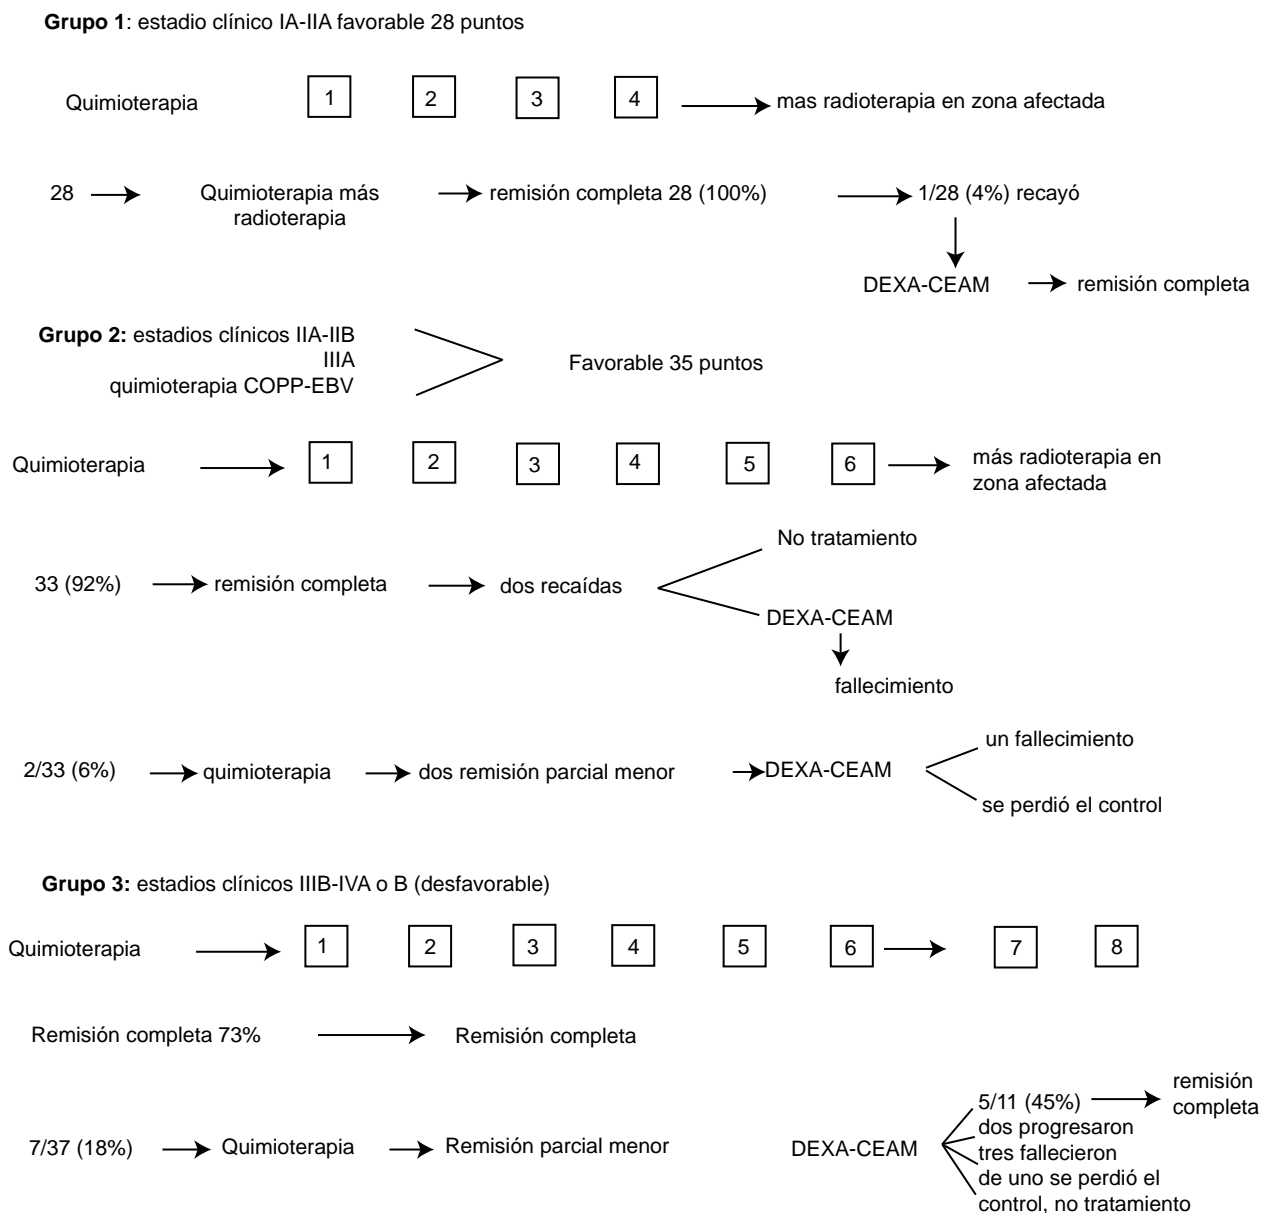 Grupo 1: estadio clínico IA-IIA favorable 28 puntos
Quimioterapia 1 2 3 4 mas radioterapia en zona afectada
28 Quimioterapia más remisión completa 28 (100%) 1/28 (4%) recayó
radioterapia
DEXA-CEAM remisión completa
Grupo 2: estadios clínicos IIA-IIB
IIIA
quimioterapia COPP-EBV
Favorable 35 puntos
Quimioterapia 1 2 3 4 5 6 más radioterapia en
zona afectada
No tratamiento
33 (92%) remisión completa dos recaídas
DEXA-CEAM
fallecimiento
un fallecimiento
2/33 (6%) quimioterapia dos remisión parcial menor DEXA-CEAM
se perdió el control
Grupo 3: estadios clínicos IIIB-IVA o B (desfavorable)
Quimioterapia 1 2 3 4 5 6 7 8
Remisión completa 73% Remisión completa
7/37 (18%) Quimioterapia Remisión parcial menor DEXA-CEAM
5/11 (45%) remisión
completa
dos progresaron
tres fallecieron
de uno se perdió el
control, no tratamiento